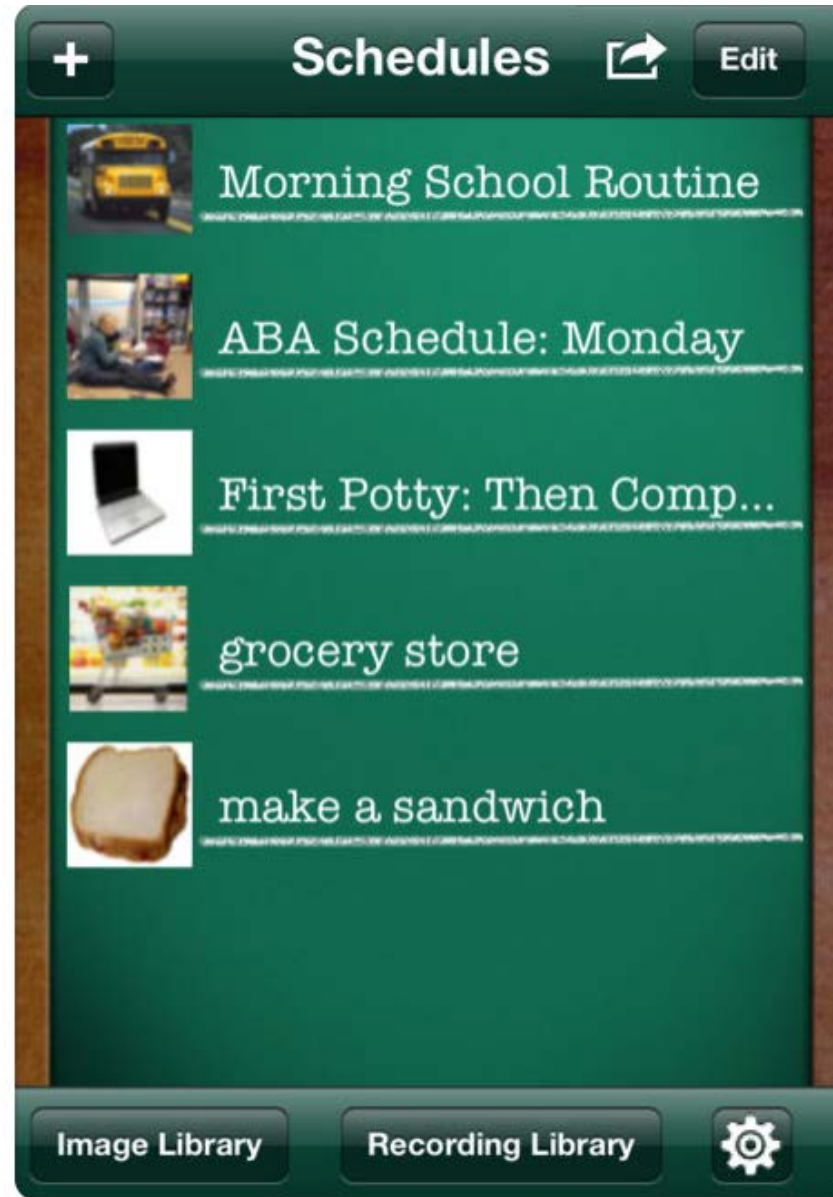 + Schedules Edit
Morning School Routine
ABA Schedule: Monday
First Potty: Then Comp...
grocery store
make a sandwich
Image Library Recording Library